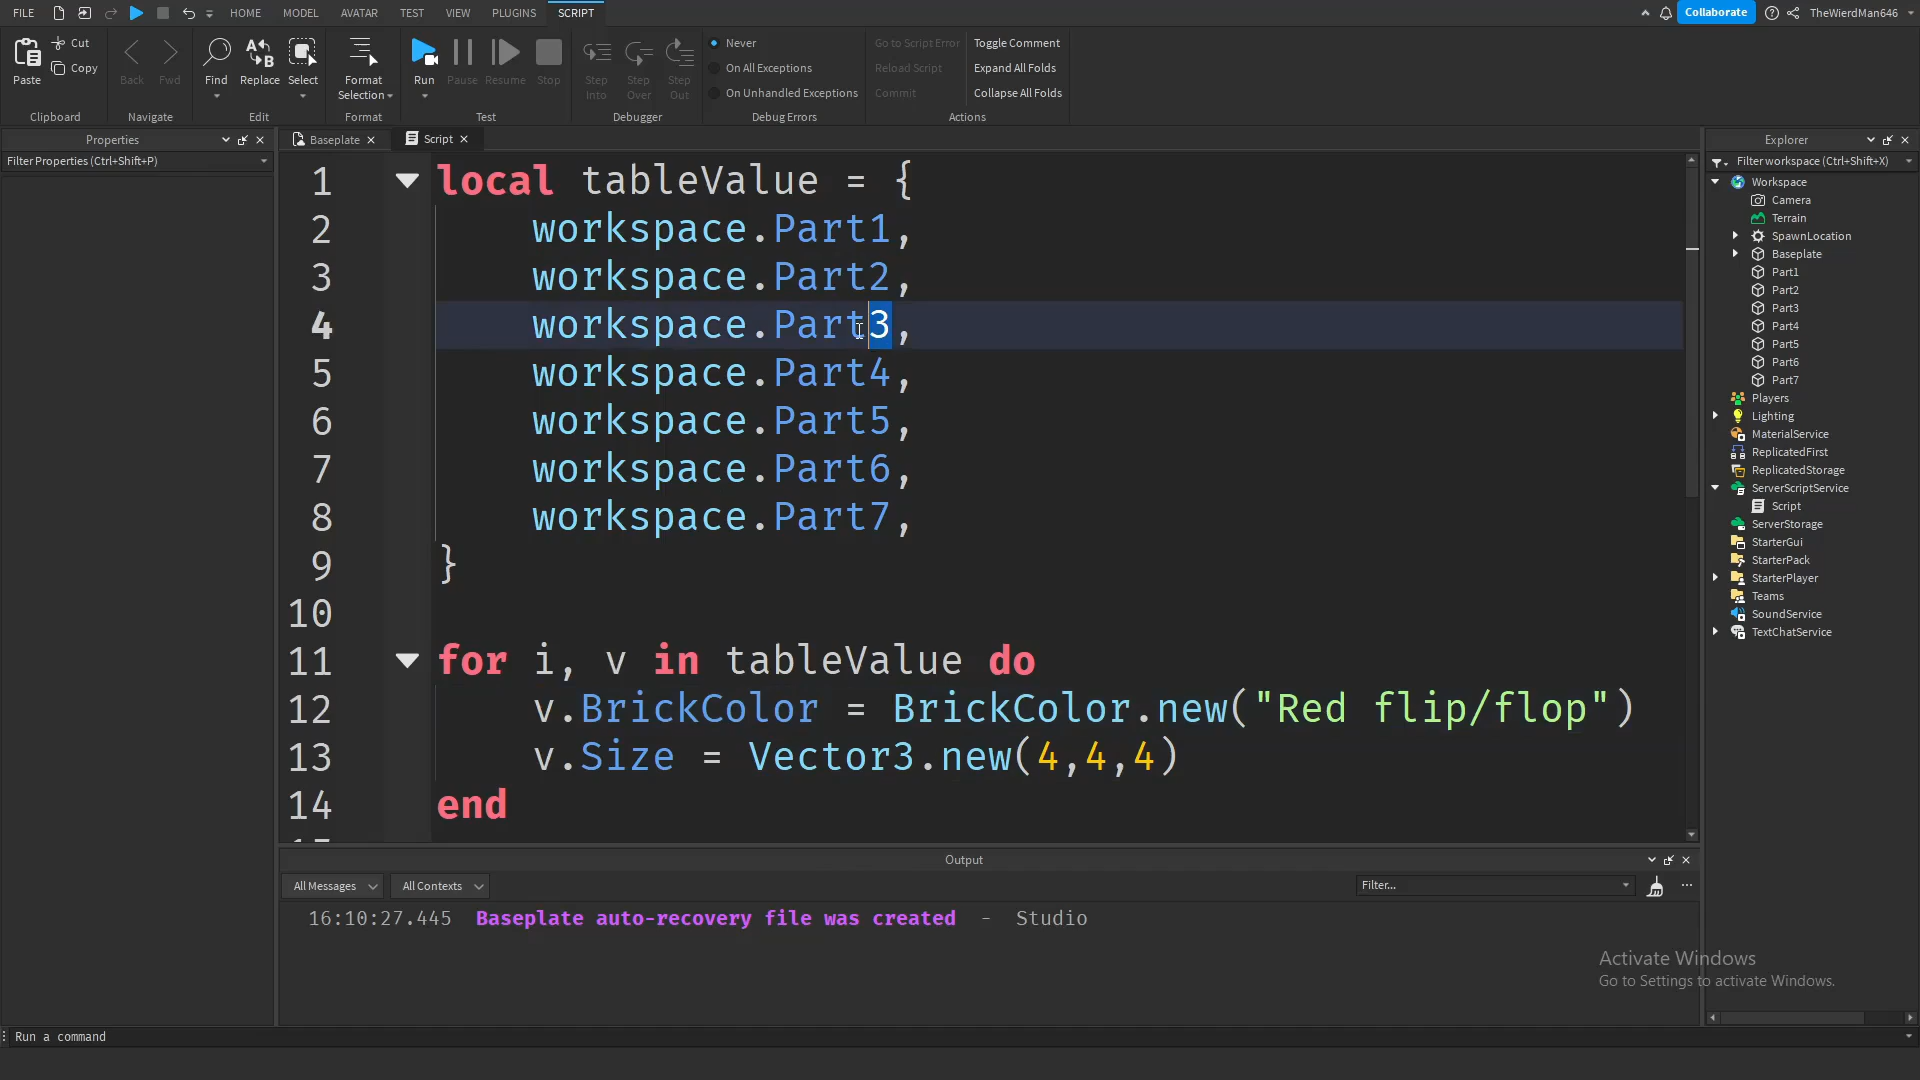 FILE HOME MODEL AVATAR TEST VIEW PLUGINS SCRIPT Collaborate TheWierdMan646
Paste Cut Copy Back Fwd Find Replace Select Format Selection Run Pause Resume Stop Step Into Step Over Step Out
Never
On All Exceptions
On Unhandled Exceptions
Go to Script Error
Reload Script
Commit
Toggle Comment
Expand All Folds
Collapse All Folds
Clipboard Navigate Edit Format Test Debugger Debug Errors Actions
Properties
Filter Properties (Ctrl+Shift+P)
Baseplate Script
1 local tableValue = {
2 workspace.Part1,
3 workspace.Part2,
4 workspace.Part3,
5 workspace.Part4,
6 workspace.Part5,
7 workspace.Part6,
8 workspace.Part7,
9 }
10
11 for i, v in tableValue do
12 v.BrickColor = BrickColor.new("Red flip/flop")
13 v.Size = Vector3.new(4,4,4)
14 end
Output
All Messages All Contexts Filter...
16:10:27.445 Baseplate auto-recovery file was created - Studio
Explorer
Filter workspace (Ctrl+Shift+X)
Workspace
Camera
Terrain
SpawnLocation
Baseplate
Part1
Part2
Part3
Part4
Part5
Part6
Part7
Players
Lighting
MaterialService
ReplicatedFirst
ReplicatedStorage
ServerScriptService
Script
ServerStorage
StarterGui
StarterPack
StarterPlayer
Teams
SoundService
TextChatService
Activate Windows
Go to Settings to activate Windows.
Run a command